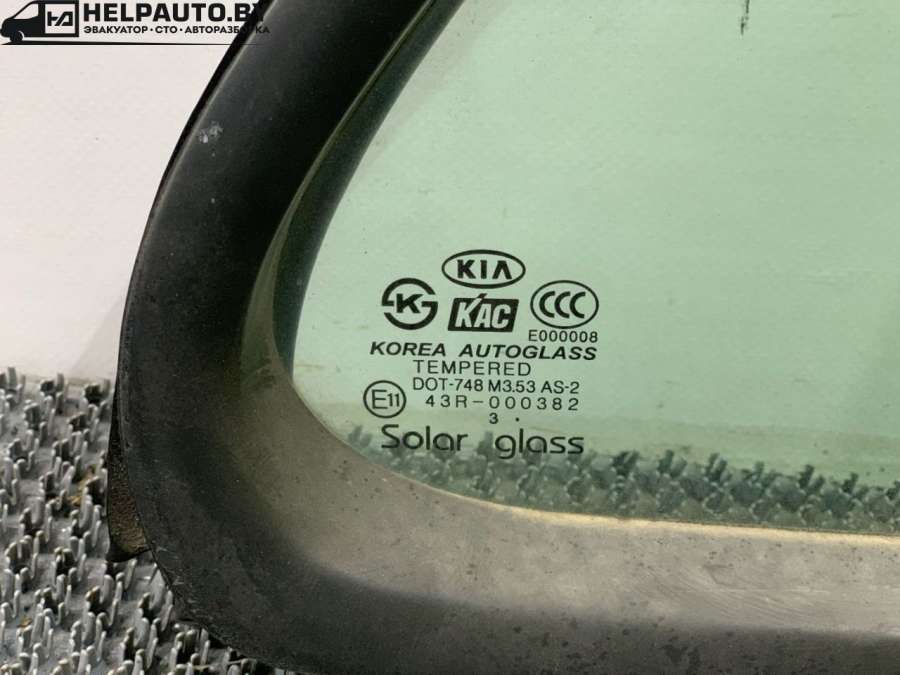 HELPAUTO.BY
ЭВАКУАТОР · СТО · АВТОРАЗБОРКА
KIA
K
KAC
CCC
E000008
KOREA AUTOGLASS
TEMPERED
DOT-748 M3.53 AS-2
E11
43R-000382
3 .
Solar glass